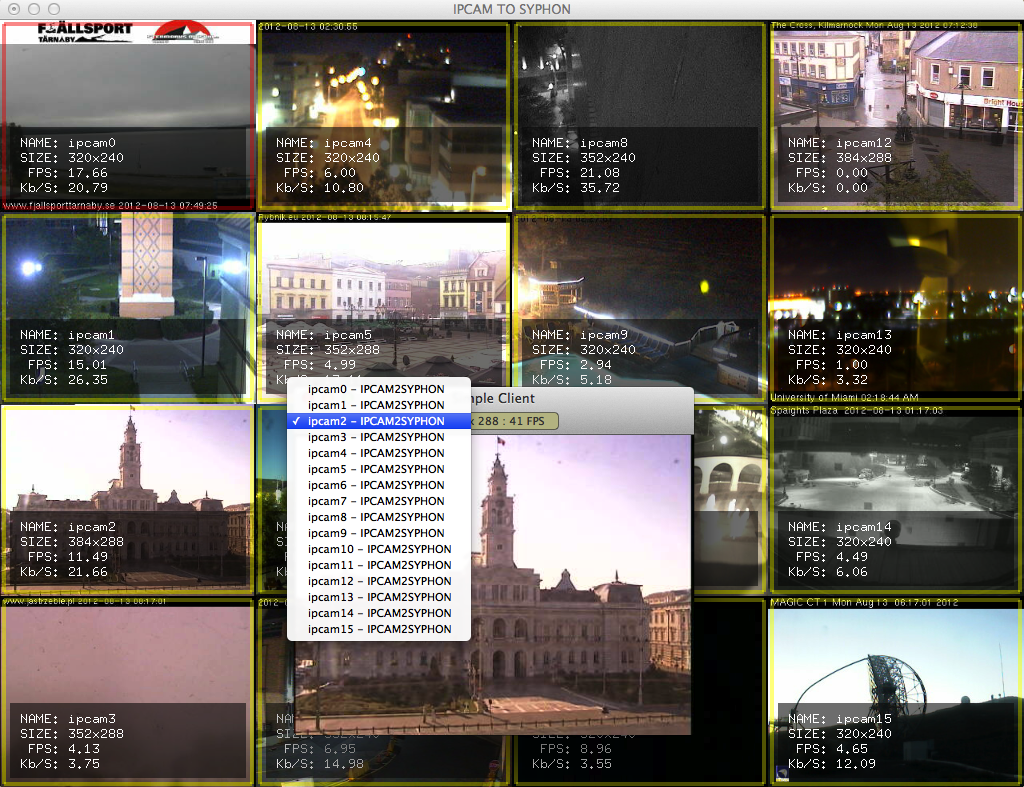 IPCAM TO SYPHON
FJÄLLSPORT
TÄRNABY
NAME: ipcam0
SIZE: 320x240
FPS: 17.66
Kb/S: 20.79
www.fjallsporttarnaby.se 2012-08-13 07:49:25
2012-08-13 02:30:55
NAME: ipcam4
SIZE: 320x240
FPS: 6.00
Kb/S: 10.80
NAME: ipcam8
SIZE: 352x240
FPS: 21.08
Kb/S: 35.72
The Cross, Kilmarnock Mon Aug 13 2012 07:12:38
Bright House
NAME: ipcam12
SIZE: 384x288
FPS: 0.00
Kb/S: 0.00
NAME: ipcam1
SIZE: 320x240
FPS: 15.01
Kb/S: 26.35
Rybnik.eu 2012-08-13 08:15:47
NAME: ipcam5
SIZE: 352x288
FPS: 4.99
NAME: ipcam9
SIZE: 320x240
FPS: 2.94
Kb/S: 5.18
NAME: ipcam13
SIZE: 320x240
FPS: 1.00
Kb/S: 3.32
University of Miami 02:18:44 AM
ipcam0 - IPCAM2SYPHON
ipcam1 - IPCAM2SYPHON
✓ ipcam2 - IPCAM2SYPHON
ipcam3 - IPCAM2SYPHON
ipcam4 - IPCAM2SYPHON
ipcam5 - IPCAM2SYPHON
ipcam6 - IPCAM2SYPHON
ipcam7 - IPCAM2SYPHON
ipcam8 - IPCAM2SYPHON
ipcam9 - IPCAM2SYPHON
ipcam10 - IPCAM2SYPHON
ipcam11 - IPCAM2SYPHON
ipcam12 - IPCAM2SYPHON
ipcam13 - IPCAM2SYPHON
ipcam14 - IPCAM2SYPHON
ipcam15 - IPCAM2SYPHON
mple Client
x 288 : 41 FPS
NAME: ipcam2
SIZE: 384x288
FPS: 11.49
Kb/S: 21.66
Spaights Plaza 2012-08-13 01:17:03
NAME: ipcam14
SIZE: 320x240
FPS: 4.49
Kb/S: 6.06
www.jastrzebie.pl 2012-08-13 08:17:01
NAME: ipcam3
SIZE: 352x288
FPS: 4.13
Kb/S: 3.75
FPS: 6.95
Kb/S: 14.98
FPS: 8.96
Kb/S: 3.55
MAGIC CT1 Mon Aug 13 06:17:01 2012
NAME: ipcam15
SIZE: 320x240
FPS: 4.65
Kb/S: 12.09